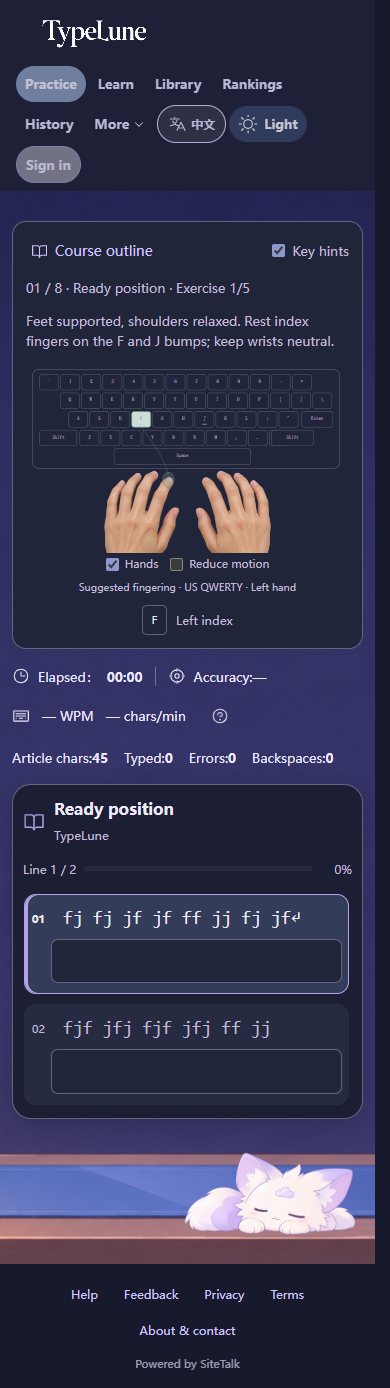 TypeLune
Practice Learn Library Rankings
History More 中文 Light
Sign in
Course outline Key hints
01 / 8 · Ready position · Exercise 1/5
Feet supported, shoulders relaxed. Rest index
fingers on the F and J bumps; keep wrists neutral.
Enter
Shift Shift
Space
Hands Reduce motion
Suggested fingering · US QWERTY · Left hand
F Left index
Elapsed: 00:00 Accuracy:—
— WPM — chars/min
Article chars:45 Typed:0 Errors:0 Backspaces:0
Ready position
TypeLune
Line 1 / 2 0%
01 fj fj jf jf ff jj fj jf↵
02 fjf jfj fjf jfj ff jj
Help Feedback Privacy Terms
About & contact
Powered by SiteTalk